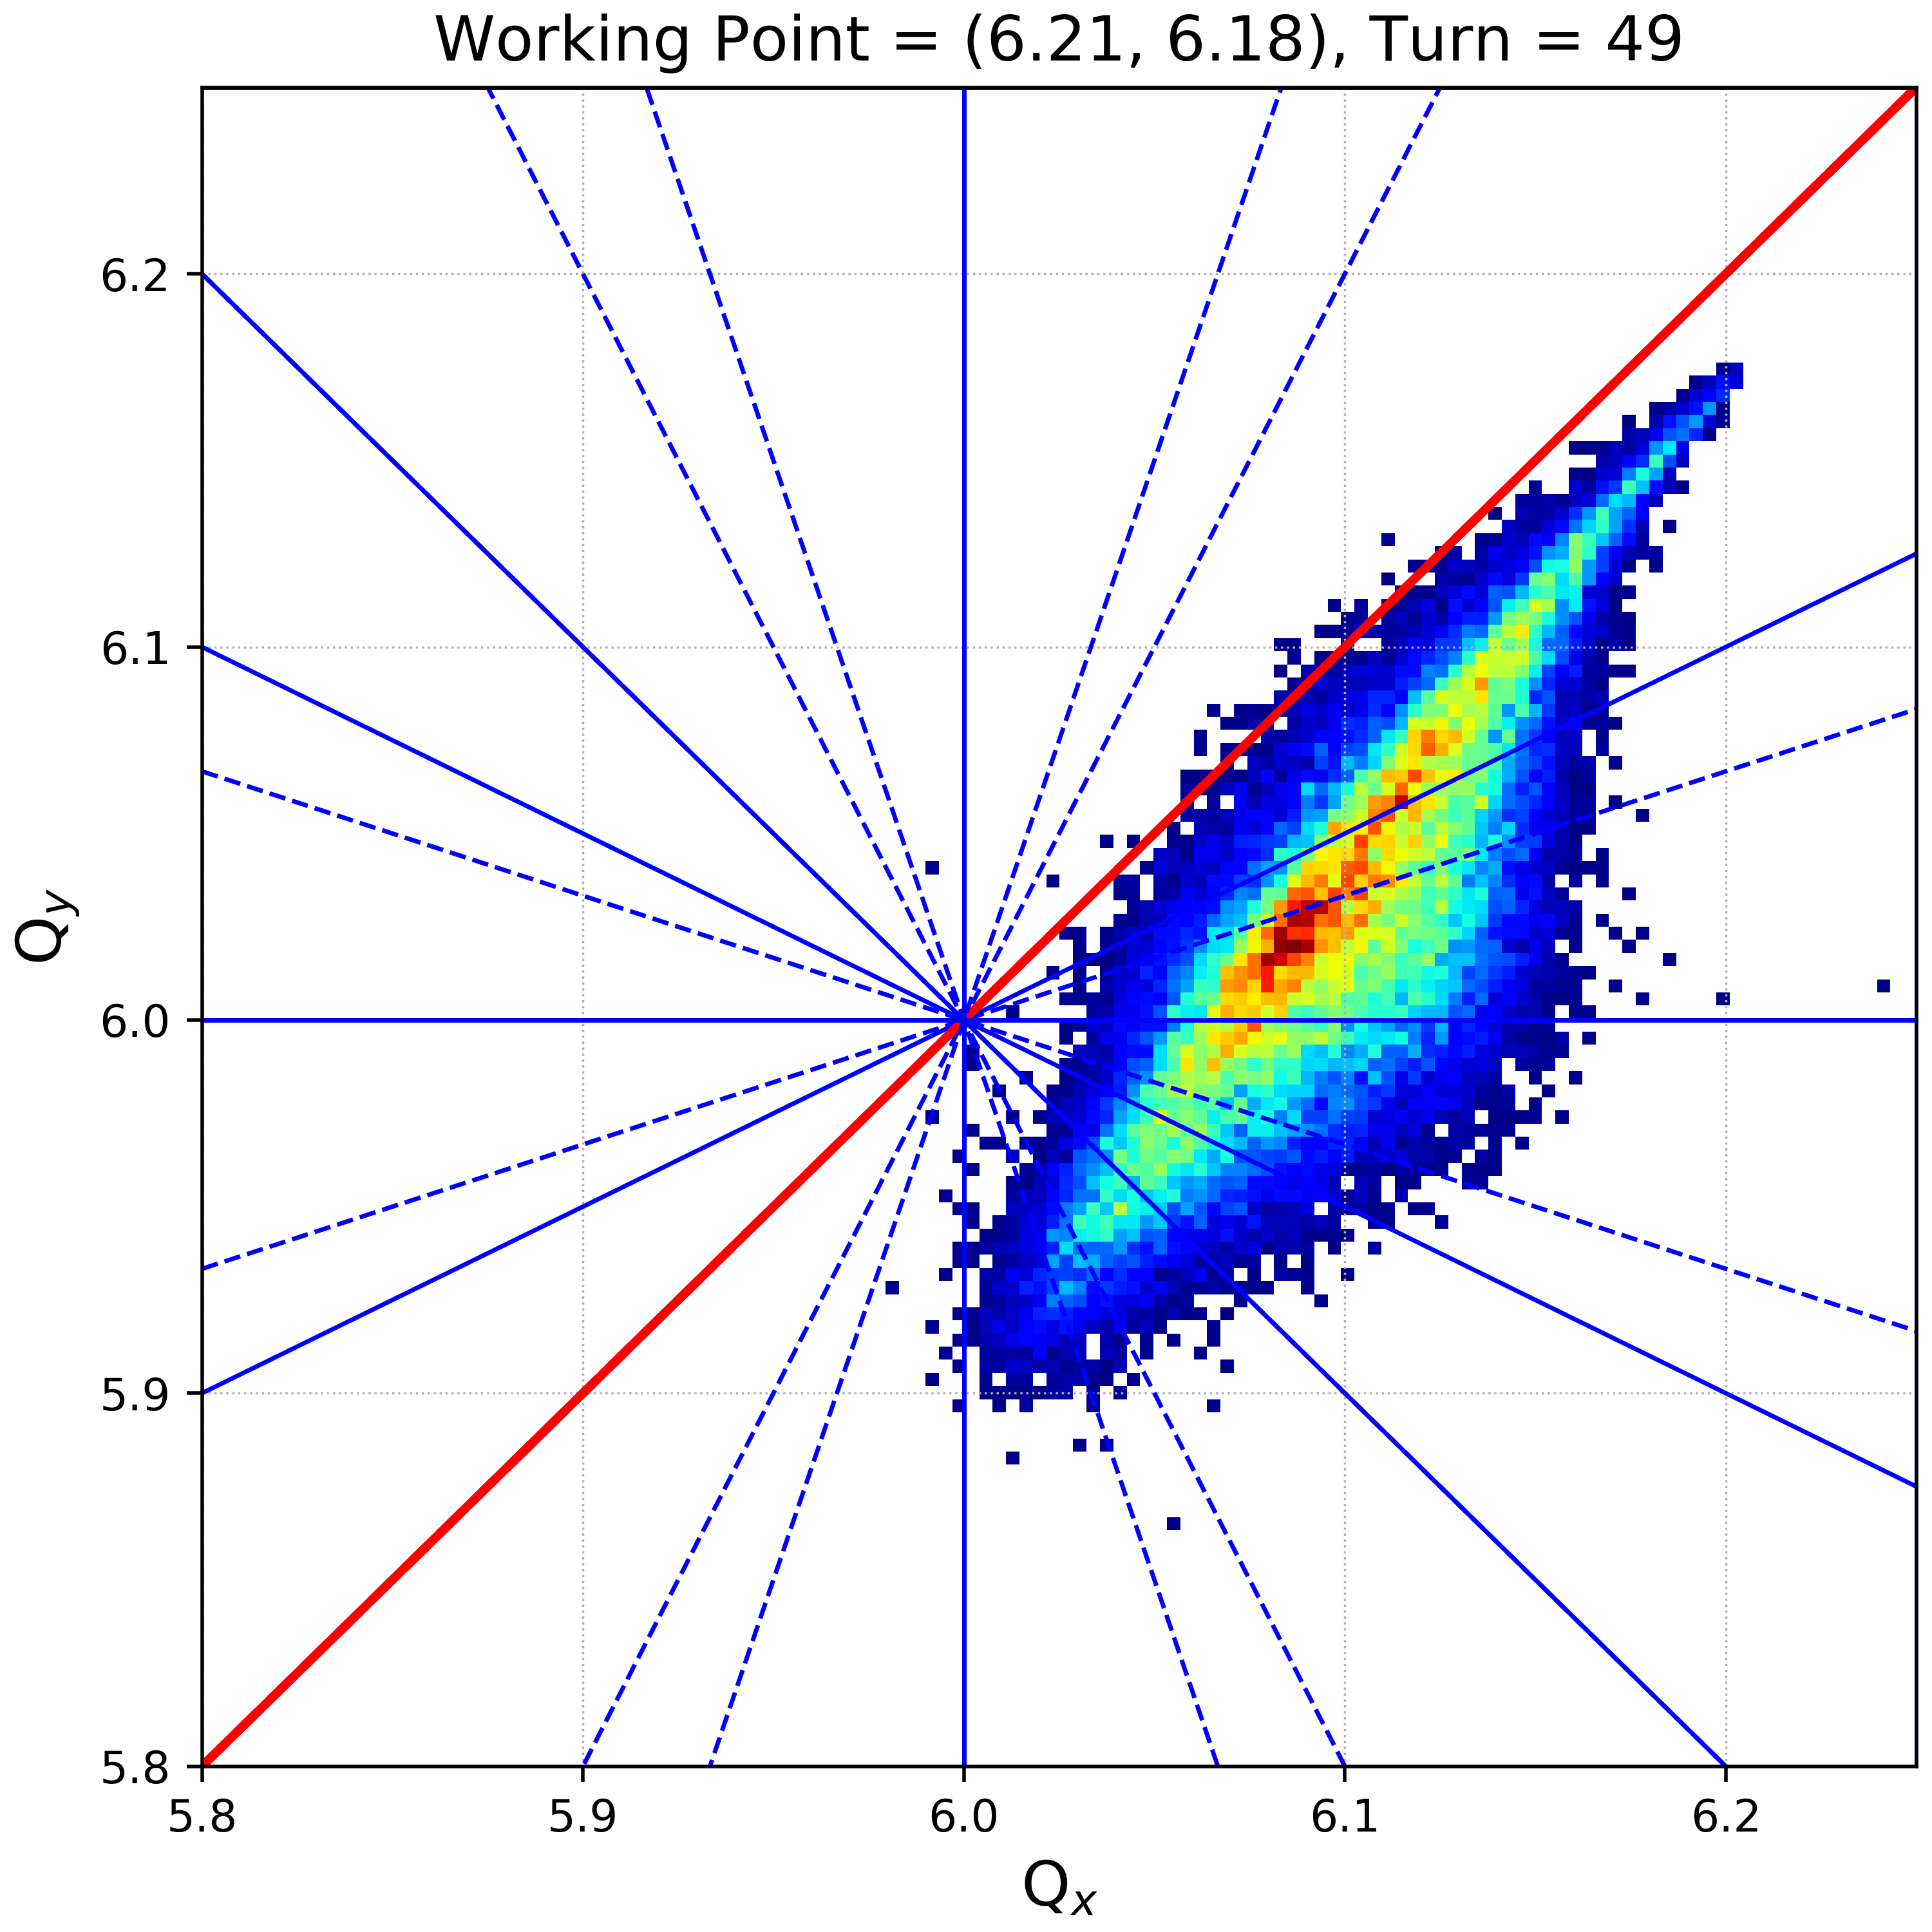 Working Point = (6.21, 6.18), Turn = 49
6.2
6.1
6.0
5.9
5.8
Qy
5.8 5.9 6.0 6.1 6.2
Qx